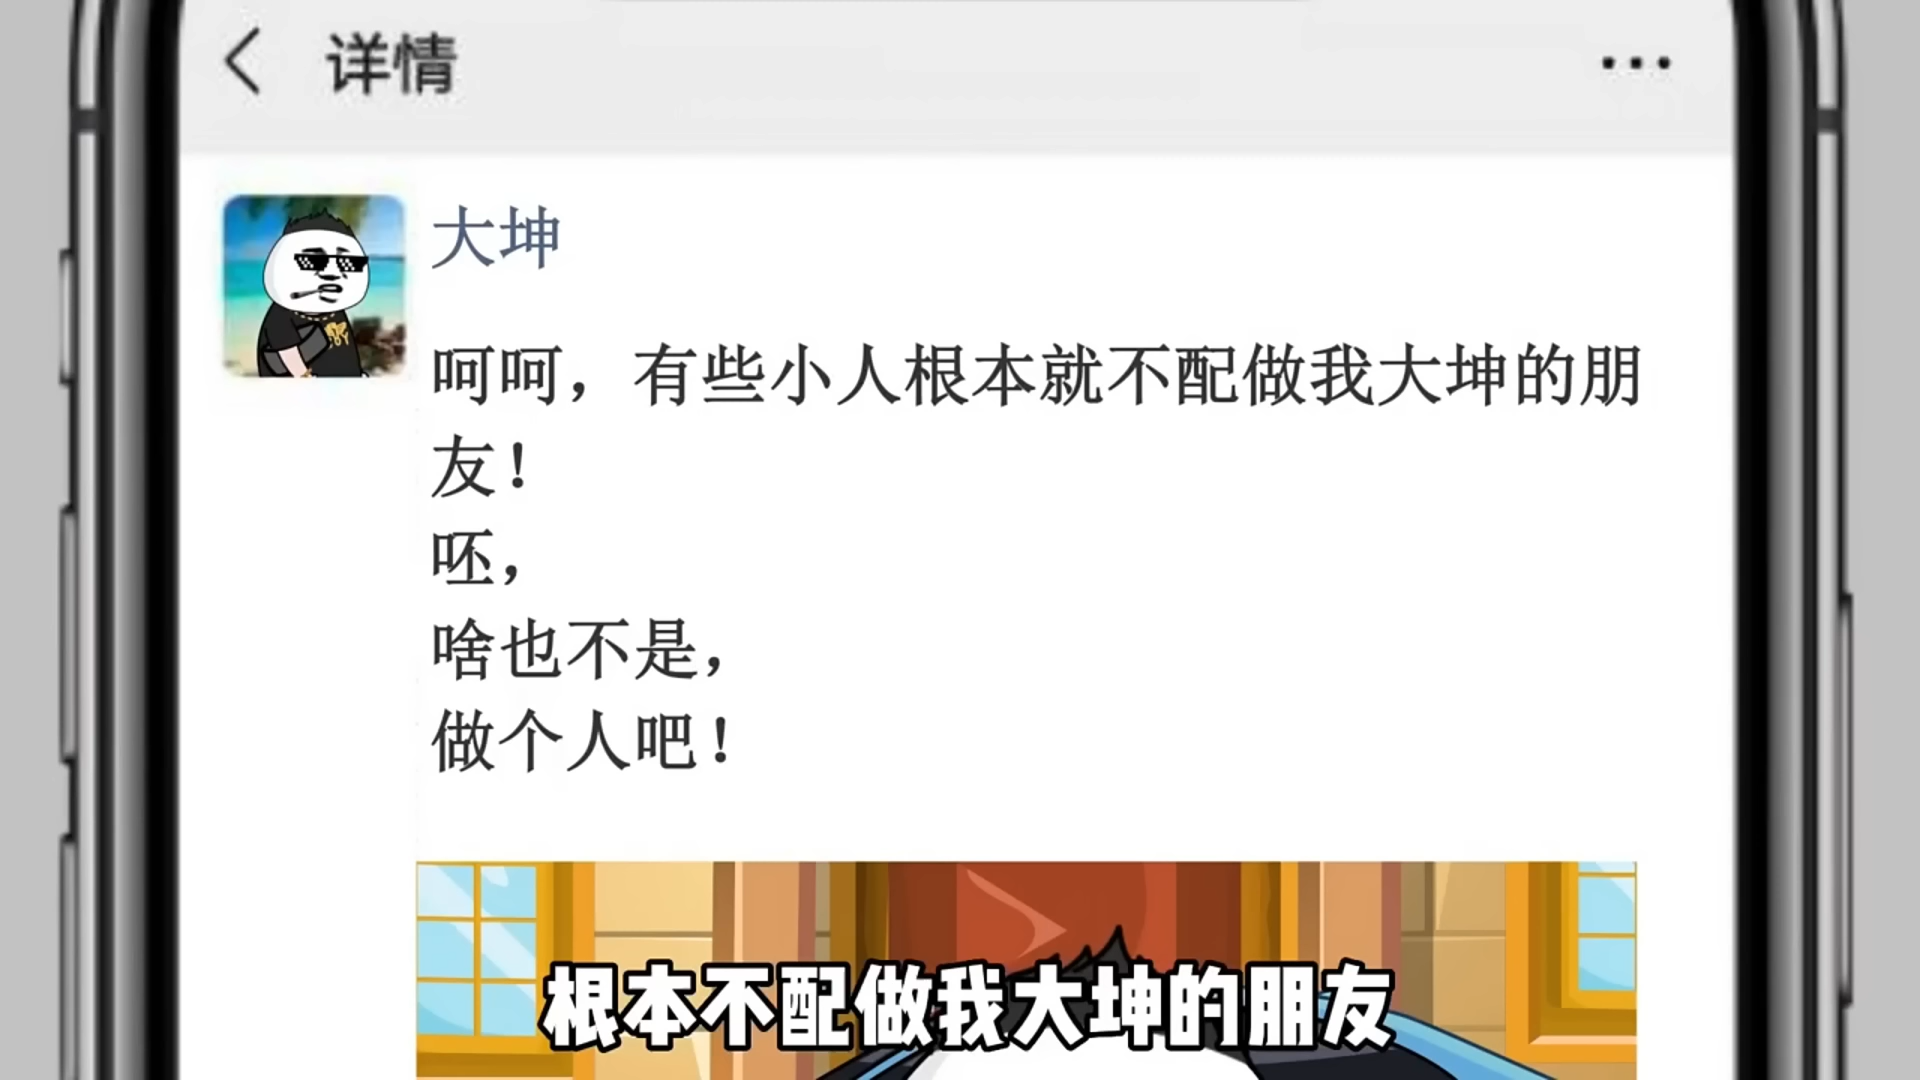 详情
大坤
呵呵，有些小人根本就不配做我大坤的朋
友！
呸，
啥也不是，
做个人吧！
根本不配做我大坤的朋友